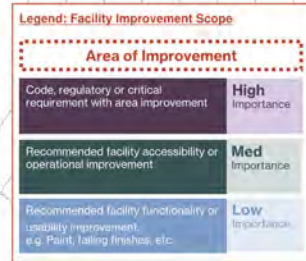 Legend: Facility Improvement Scope
Area of Improvement
Code, regulatory or critical
requirement with area improvement
High
Importance
Recommended facility accessibility or
operational improvement
Med
Importance
Recommended facility functionality or
usability improvement.
e.g. Paint, failing finishes, etc.
Low
Importance